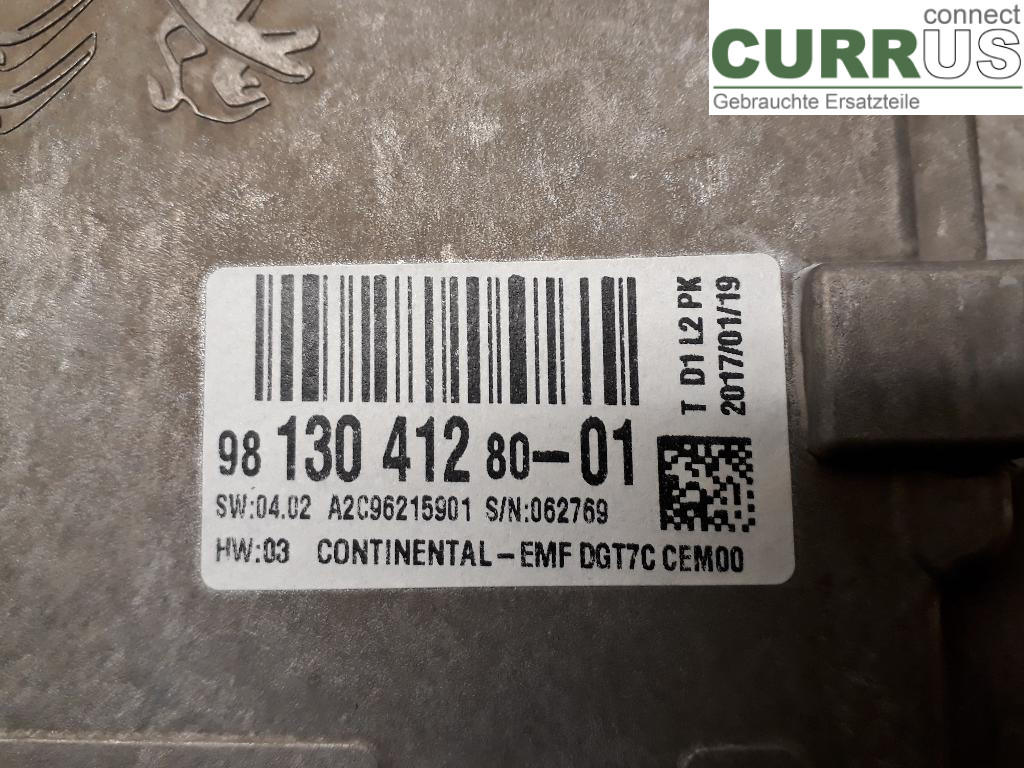 connect
CURRUS
Gebrauchte Ersatzteile
T D1 L2 PK
2017/01/19
98 130 412 80-01
SW:04.02 A2C96215901 S/N:062769
HW:03 CONTINENTAL-EMF DGT7C CEM00